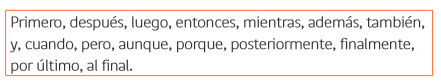 Primero, después, luego, entonces, mientras, además, también,
y, cuando, pero, aunque, porque, posteriormente, finalmente,
por último, al final.